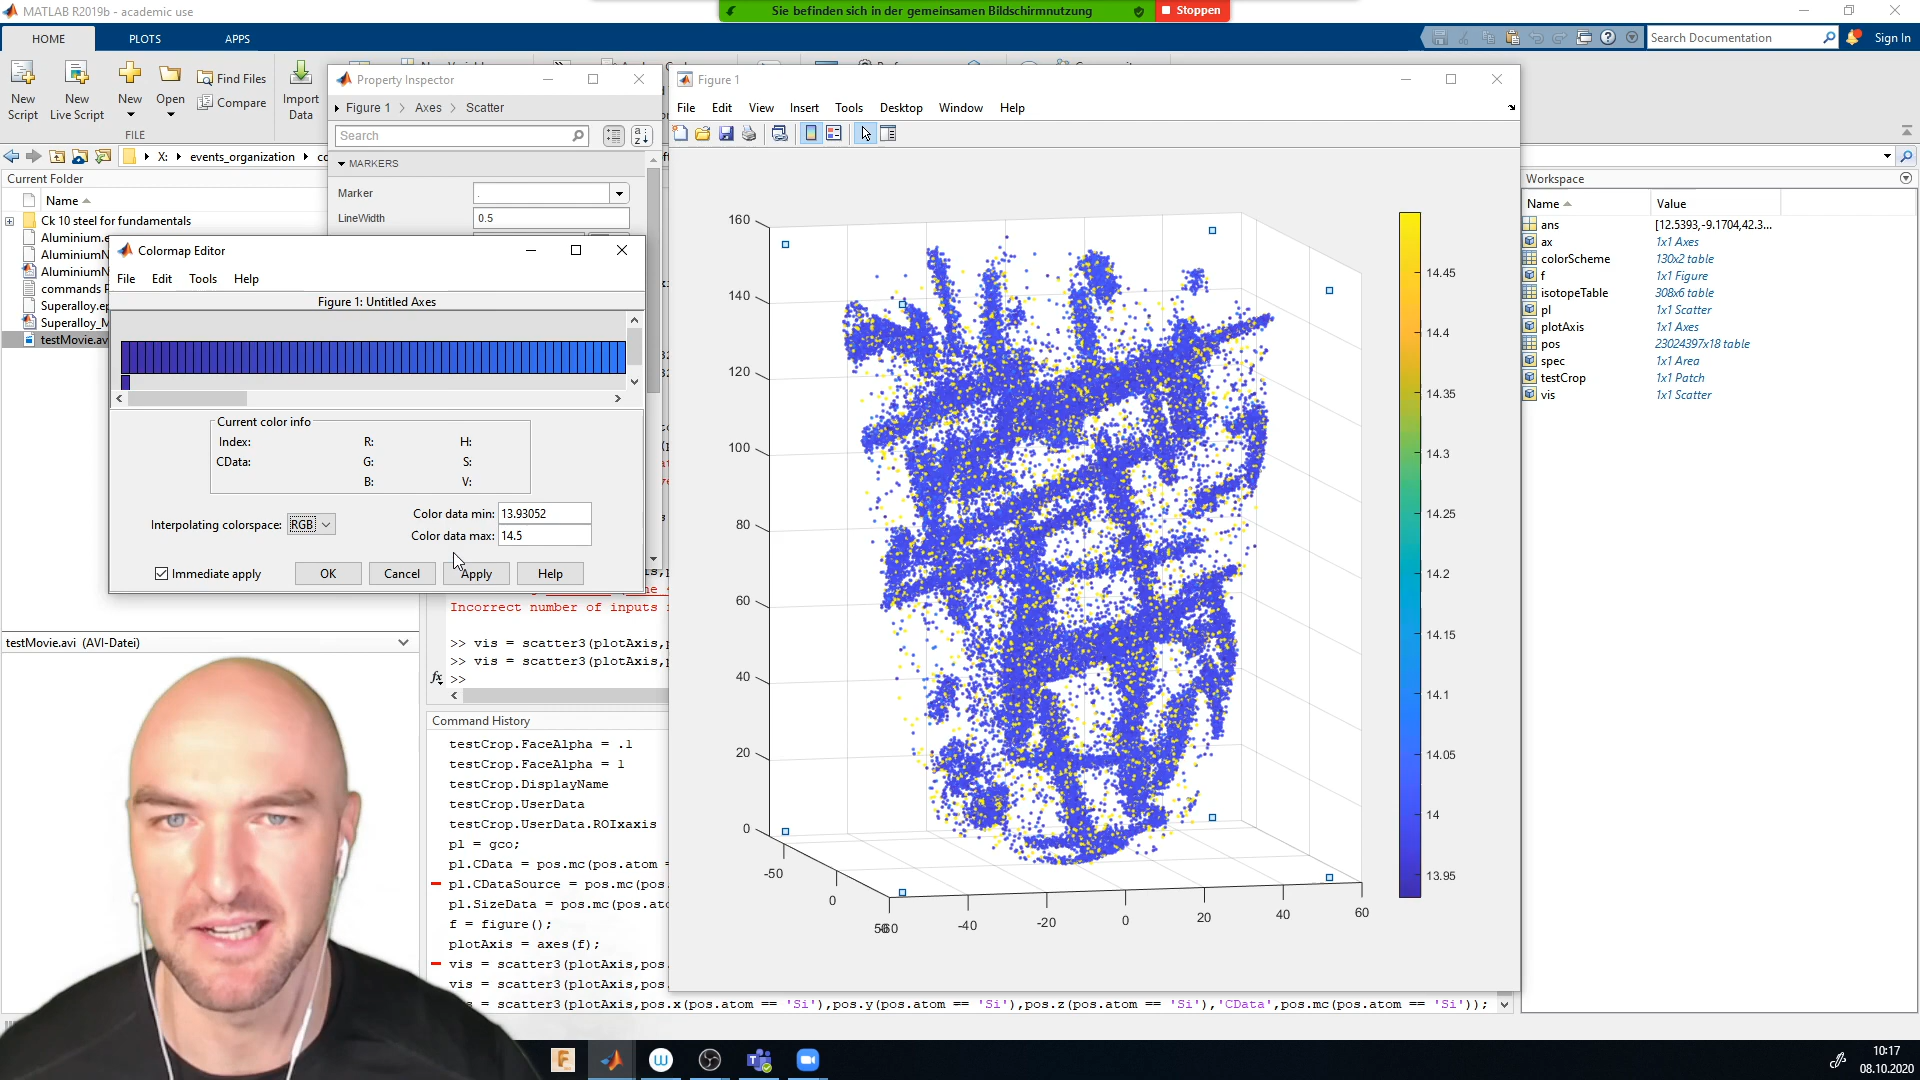 MATLAB R2019b - academic use
Sie befinden sich in der gemeinsamen Bildschirmnutzung
Stoppen
HOME
PLOTS
APPS
Search Documentation
Sign In
New
Script
New
Live Script
New
Open
Find Files
Compare
Import
Data
FILE
X:
events_organization
Current Folder
Name
Ck 10 steel for fundamentals
testMovie.avi (AVI-Datei)
Property Inspector
Figure 1
Axes
Scatter
Search
MARKERS
Marker
.
LineWidth
0.5
Colormap Editor
File
Edit
Tools
Help
Figure 1: Untitled Axes
Current color info
Index:
R:
H:
CData:
G:
S:
B:
V:
Interpolating colorspace:
RGB
Color data min:
13.93052
Color data max:
14.5
Immediate apply
OK
Cancel
Apply
Help
Incorrect number of inputs
>> vis = scatter3(plotAxis,
>> vis = scatter3(plotAxis,
>>
Command History
testCrop.FaceAlpha = .1
testCrop.FaceAlpha = 1
testCrop.DisplayName
testCrop.UserData
testCrop.UserData.ROIxaxis
pl = gco;
pl.CData = pos.mc(pos.atom =
pl.CDataSource = pos.mc(pos.
pl.SizeData = pos.mc(pos.ato
f = figure();
plotAxis = axes(f);
vis = scatter3(plotAxis,pos.
vis = scatter3(plotAxis,pos.
= scatter3(plotAxis,pos.x(pos.atom == 'Si'),pos.y(pos.atom == 'Si'),pos.z(pos.atom == 'Si'),'CData',pos.mc(pos.atom == 'Si'));
Figure 1
File
Edit
View
Insert
Tools
Desktop
Window
Help
160
140
120
100
80
60
40
20
0
-50
0
-40
-20
0
20
40
60
14.45
14.4
14.35
14.3
14.25
14.2
14.15
14.1
14.05
14
13.95
Workspace
Name
Value
ans
[12.5393,-9.1704,42.3...
ax
1x1 Axes
colorScheme
130x2 table
f
1x1 Figure
isotopeTable
308x6 table
pl
1x1 Scatter
plotAxis
1x1 Axes
pos
23024397x18 table
spec
1x1 Area
testCrop
1x1 Patch
vis
1x1 Scatter
10:17
08.10.2020